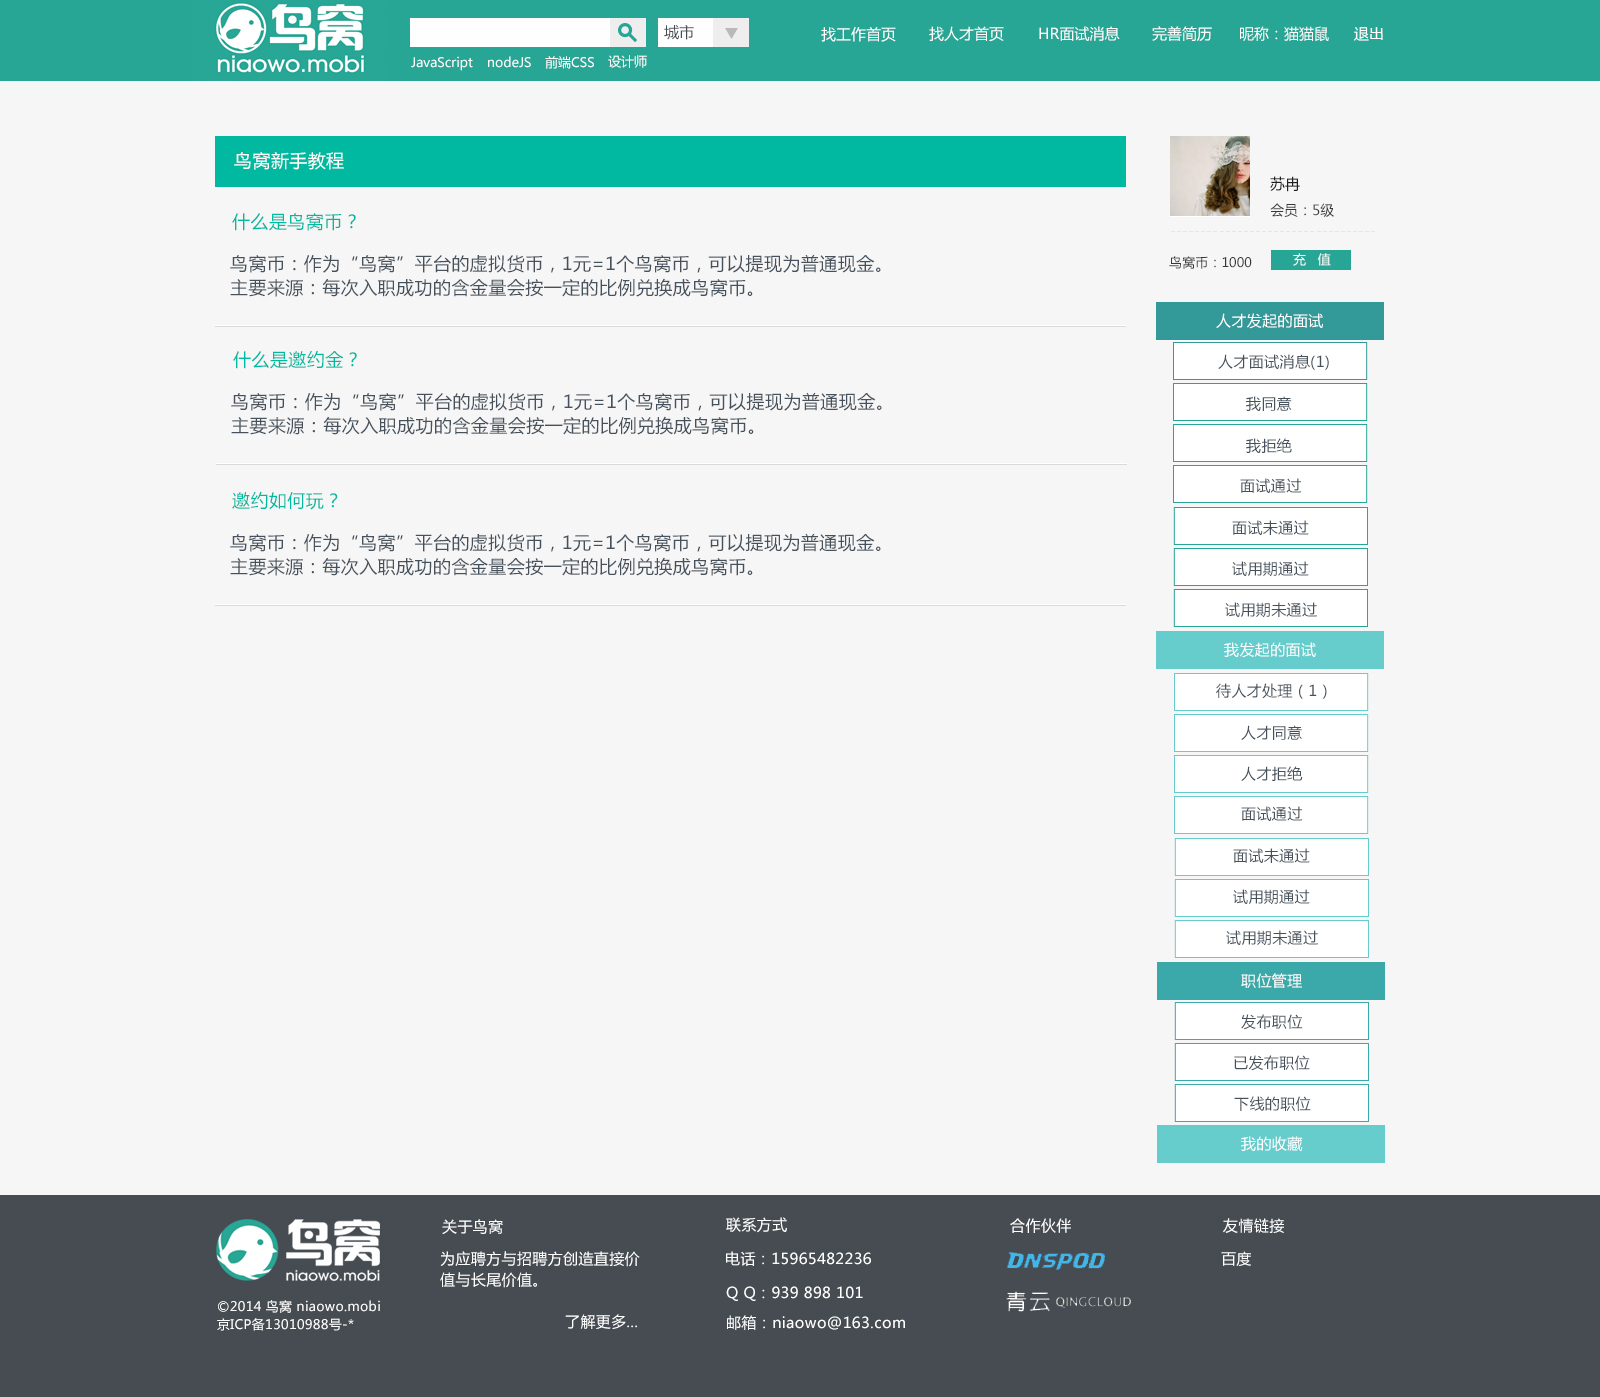 鸟窝
niaowo.mobi
城市
JavaScript nodeJS 前端CSS 设计师
找工作首页 找人才首页 HR面试消息 完善简历 昵称：猫猫鼠 退出
鸟窝新手教程
什么是鸟窝币？
鸟窝币：作为“鸟窝”平台的虚拟货币，1元=1个鸟窝币，可以提现为普通现金。
主要来源：每次入职成功的含金量会按一定的比例兑换成鸟窝币。
什么是邀约金？
鸟窝币：作为“鸟窝”平台的虚拟货币，1元=1个鸟窝币，可以提现为普通现金。
主要来源：每次入职成功的含金量会按一定的比例兑换成鸟窝币。
邀约如何玩？
鸟窝币：作为“鸟窝”平台的虚拟货币，1元=1个鸟窝币，可以提现为普通现金。
主要来源：每次入职成功的含金量会按一定的比例兑换成鸟窝币。
苏冉
会员：5级
鸟窝币：1000 充 值
人才发起的面试
人才面试消息(1)
我同意
我拒绝
面试通过
面试未通过
试用期通过
试用期未通过
我发起的面试
待人才处理（1）
人才同意
人才拒绝
面试通过
面试未通过
试用期通过
试用期未通过
职位管理
发布职位
已发布职位
下线的职位
我的收藏
鸟窝
niaowo.mobi
©2014 鸟窝 niaowo.mobi
京ICP备13010988号-*
关于鸟窝
为应聘方与招聘方创造直接价
值与长尾价值。
了解更多...
联系方式
电话：15965482236
Q Q：939 898 101
邮箱：niaowo@163.com
合作伙伴
DNSPOD
青云 QINGCLOUD
友情链接
百度